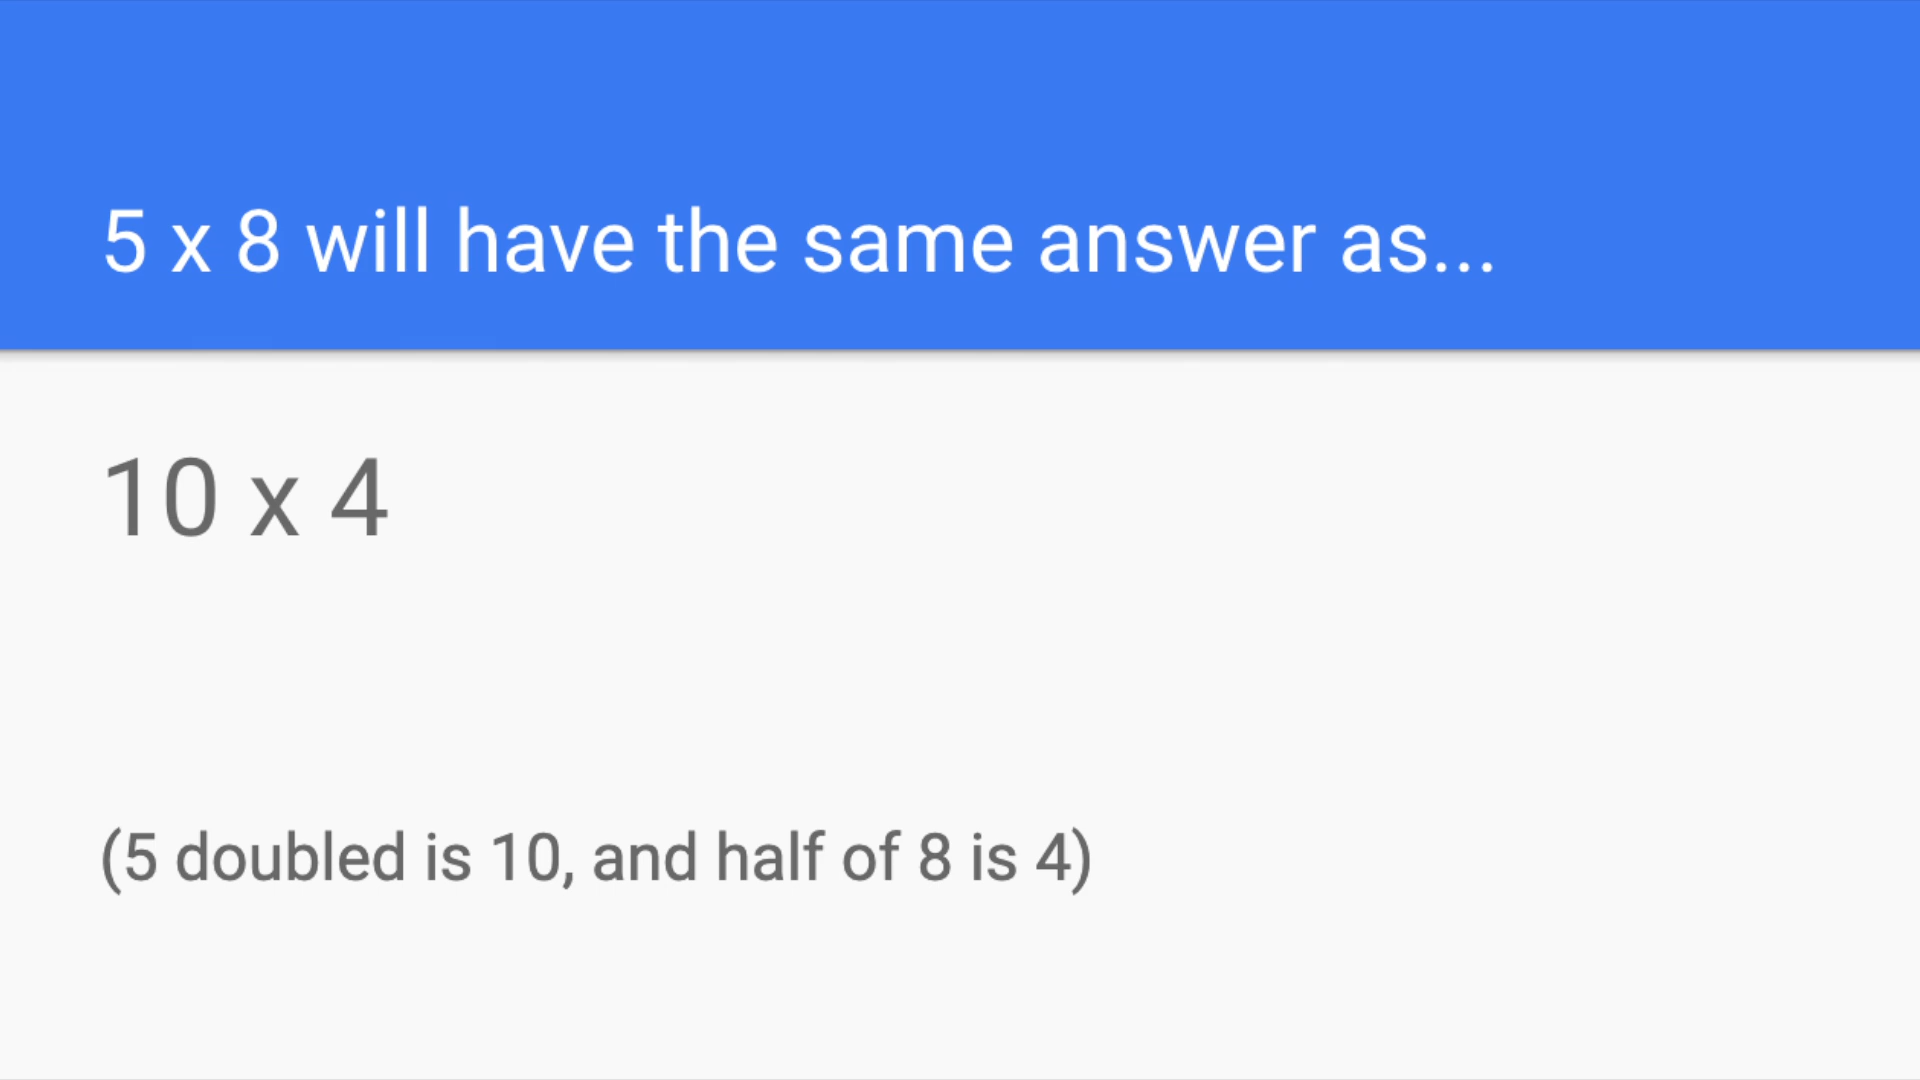 5 x 8 will have the same answer as...
10 x 4
(5 doubled is 10, and half of 8 is 4)